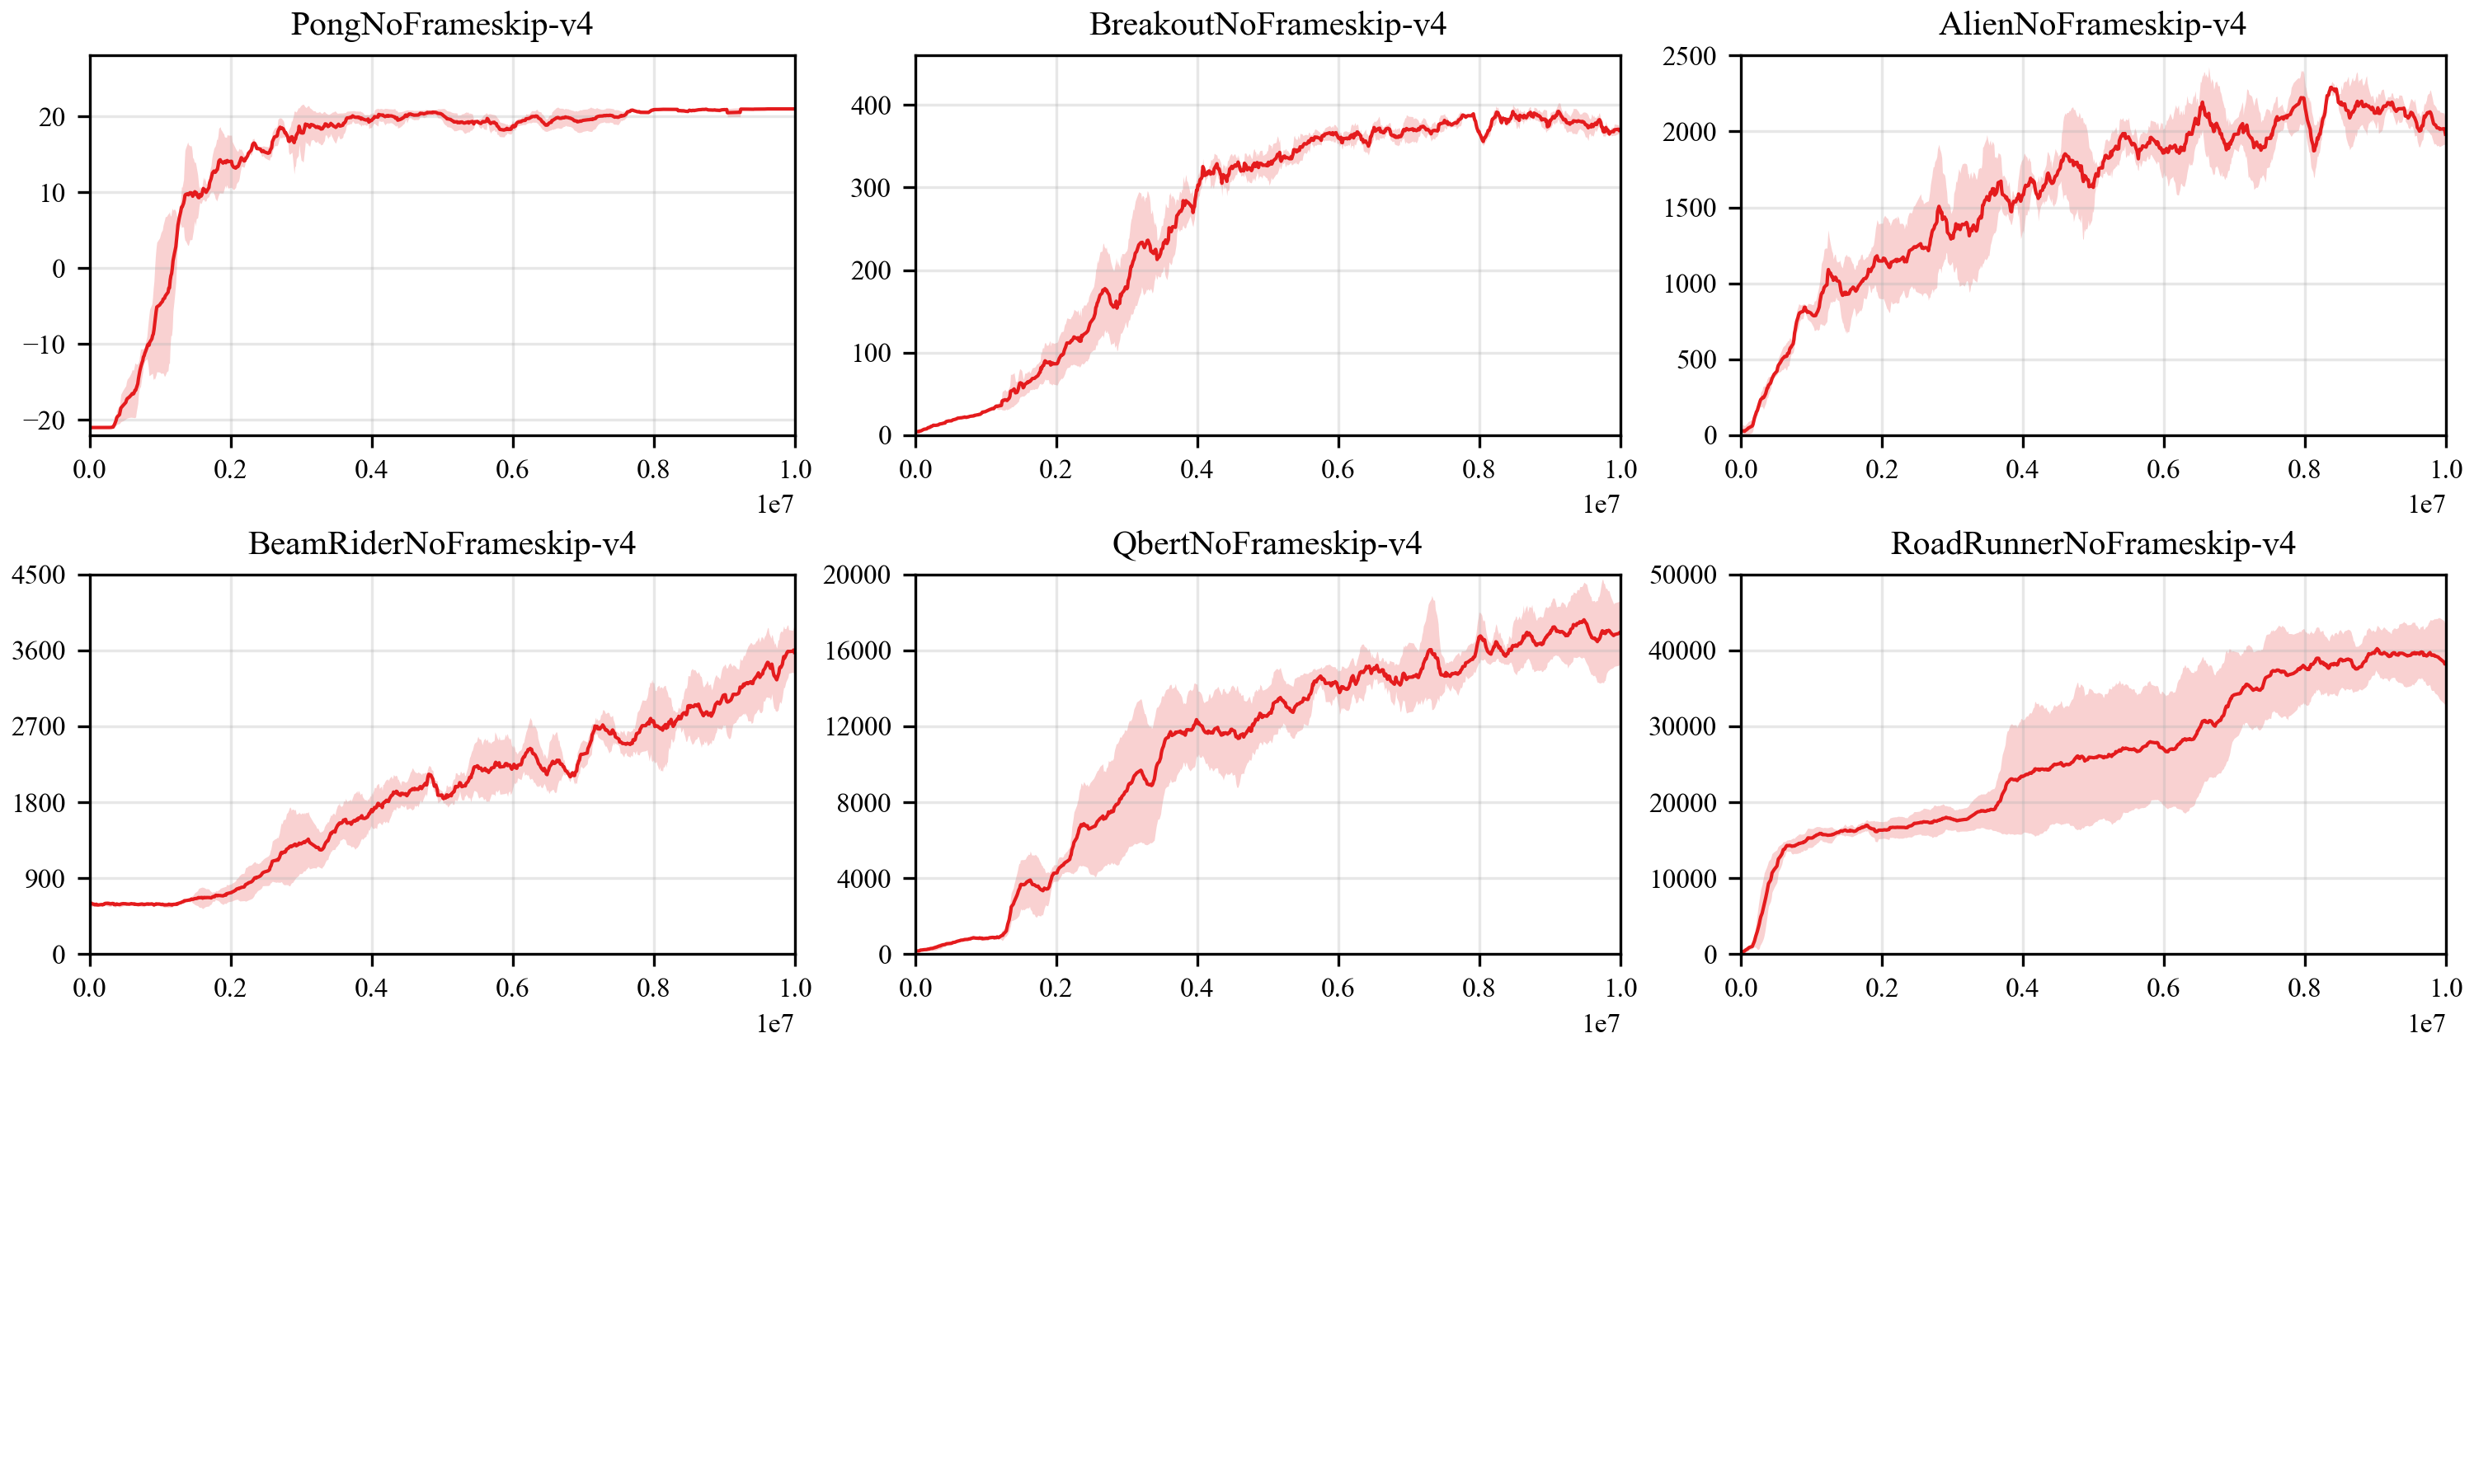 PongNoFrameskip-v4
20
10
0
−10
−20
0.0 0.2 0.4 0.6 0.8 1.0
1e7
BreakoutNoFrameskip-v4
400
300
200
100
0
0.0 0.2 0.4 0.6 0.8 1.0
1e7
AlienNoFrameskip-v4
2500
2000
1500
1000
500
0
0.0 0.2 0.4 0.6 0.8 1.0
1e7
BeamRiderNoFrameskip-v4
4500
3600
2700
1800
900
0
0.0 0.2 0.4 0.6 0.8 1.0
1e7
QbertNoFrameskip-v4
20000
16000
12000
8000
4000
0
0.0 0.2 0.4 0.6 0.8 1.0
1e7
RoadRunnerNoFrameskip-v4
50000
40000
30000
20000
10000
0
0.0 0.2 0.4 0.6 0.8 1.0
1e7